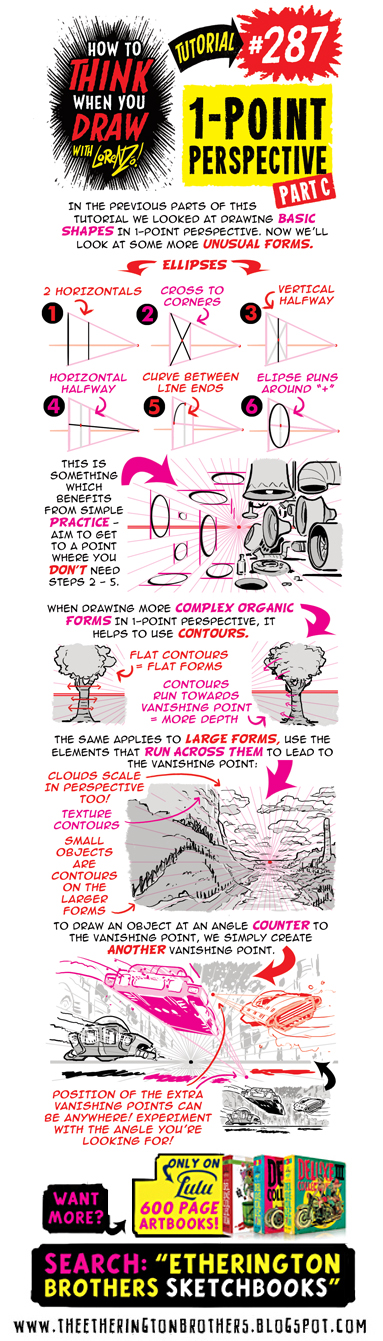 HOW TO
THINK
WHEN YOU
DRAW
WITH LORENZO!
TUTORIAL
#287
1-POINT
PERSPECTIVE
PART C
IN THE PREVIOUS PARTS OF THIS
TUTORIAL WE LOOKED AT DRAWING BASIC
SHAPES IN 1-POINT PERSPECTIVE. NOW WE'LL
LOOK AT SOME MORE UNUSUAL FORMS.
ELLIPSES
2 HORIZONTALS
1
CROSS TO
CORNERS
2
VERTICAL
HALFWAY
3
HORIZONTAL
HALFWAY
4
CURVE BETWEEN
LINE ENDS
5
ELIPSE RUNS
AROUND "+"
6
THIS IS
SOMETHING
WHICH
BENEFITS
FROM SIMPLE
PRACTICE -
AIM TO GET
TO A POINT
WHERE YOU
DON'T NEED
STEPS 2 - 5.
WHEN DRAWING MORE COMPLEX ORGANIC
FORMS IN 1-POINT PERSPECTIVE, IT
HELPS TO USE CONTOURS.
FLAT CONTOURS
= FLAT FORMS
CONTOURS
RUN TOWARDS
VANISHING POINT
= MORE DEPTH
THE SAME APPLIES TO LARGE FORMS, USE THE
ELEMENTS THAT RUN ACROSS THEM TO LEAD TO
THE VANISHING POINT:
CLOUDS SCALE
IN PERSPECTIVE
TOO!
TEXTURE
CONTOURS
SMALL
OBJECTS
ARE
CONTOURS
ON THE
LARGER
FORMS
TO DRAW AN OBJECT AT AN ANGLE COUNTER TO
THE VANISHING POINT, WE SIMPLY CREATE
ANOTHER VANISHING POINT.
POSITION OF THE EXTRA
VANISHING POINTS CAN
BE ANYWHERE! EXPERIMENT
WITH THE ANGLE YOU'RE
LOOKING FOR!
WANT
MORE?
ONLY ON
Lulu
600 PAGE
ARTBOOKS!
DELUXE
SEARCH: "ETHERINGTON
BROTHERS SKETCHBOOKS"
WWW.THEETHERINGTONBROTHERS.BLOGSPOT.COM